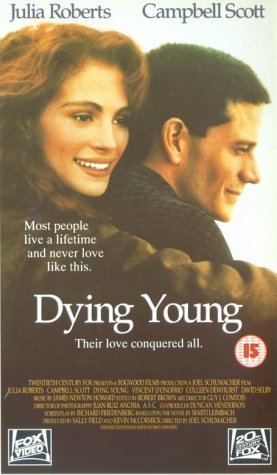 Julia Roberts Campbell Scott
Most people
live a lifetime
and never love
like this.
Dying Young
Their love conquered all.
15
TWENTIETH CENTURY FOX PRESENTS A FOGWOOD FILMS PRODUCTION A JOEL SCHUMACHER FILM
JULIA ROBERTS CAMPBELL SCOTT DYING YOUNG VINCENT D'ONOFRIO COLLEEN DEWHURST DAVID SELBY
MUSIC BY JAMES NEWTON HOWARD EDITED BY ROBERT BROWN ART DIRECTOR GUY J. COMTOIS
DIRECTOR OF PHOTOGRAPHY JUAN RUIZ ANCHIA A S C CO-PRODUCER DUNCAN HENDERSON
SCREENPLAY BY RICHARD FRIEDENBERG BASED UPON THE NOVEL BY MARTI LEIMBACH
PRODUCED BY SALLY FIELD AND KEVIN McCORMICK DIRECTED BY JOEL SCHUMACHER
FOX
VIDEO
20
CENTURY
FOX